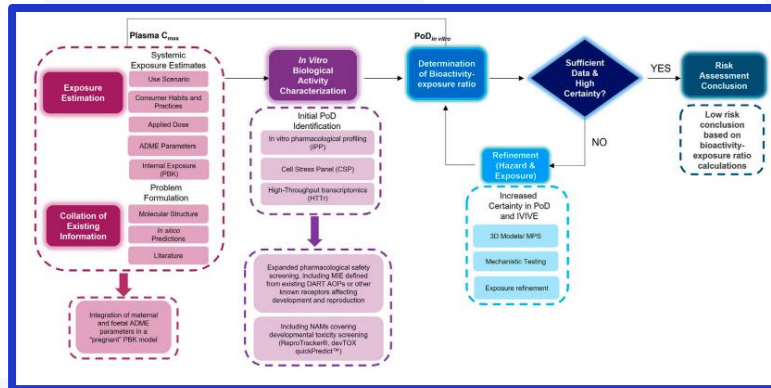 Plasma Cmax
PoDIn vitro
Exposure
Estimation
Systemic
Exposure Estimates
Use Scenario
Consumer Habits and
Practices
Applied Dose
ADME Parameters
Internal Exposure
(PBK)
Collation of
Existing
Information
Problem
Formulation
Molecular Structure
In silico
Predictions
Literature
Integration of maternal
and foetal ADME
parameters in a
"pregnant" PBK model
In Vitro
Biological
Activity
Characterization
Initial PoD
Identification
In vitro pharmacological profiling
(IPP)
Cell Stress Panel (CSP)
High-Throughput transcriptomics
(HTTr)
Expanded pharmacological safety
screening, including MIE defined
from existing DART AOPs or other
known receptors affecting
development and reproduction
Including NAMs covering
developmental toxicity screening
(ReproTracker®, devTOX
quickPredict™)
Determination
of Bioactivity-
exposure ratio
Sufficient
Data &
High
Certainty?
YES
NO
Refinement
(Hazard &
Exposure)
Increased
Certainty in PoD
and IVIVE
3D Models/ MPS
Mechanistic Testing
Exposure refinement
Risk
Assessment
Conclusion
Low risk
conclusion
based on
bioactivity-
exposure ratio
calculations